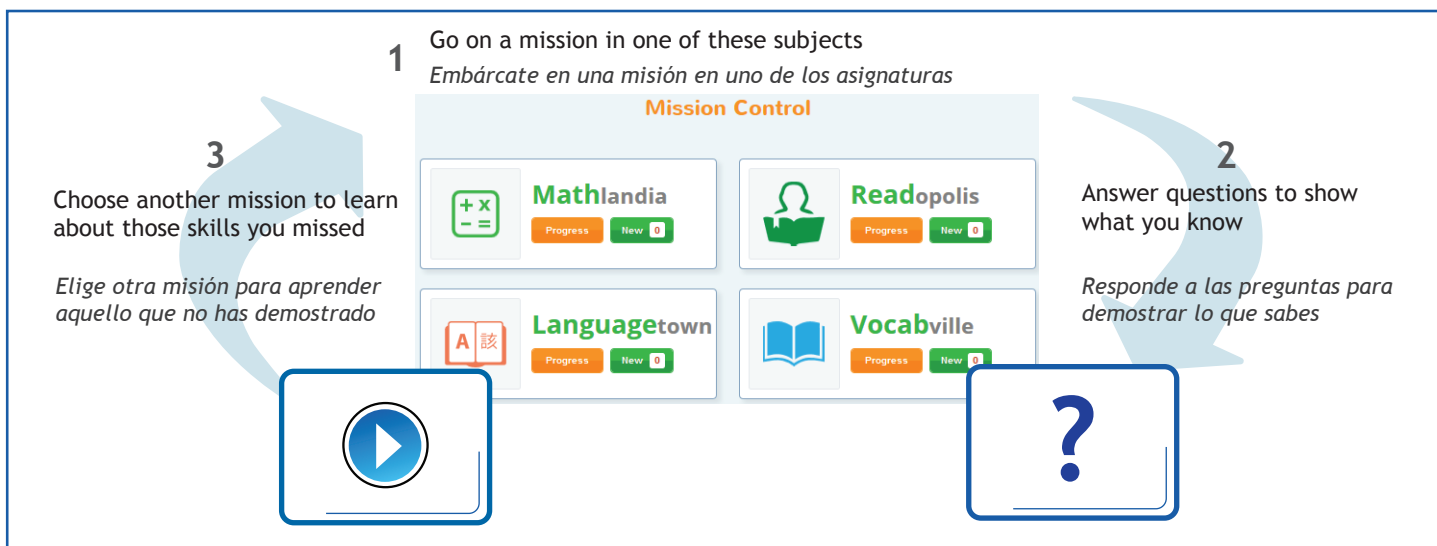 1
Go on a mission in one of these subjects
Embárcate en una misión en uno de los asignaturas
Mission Control
Mathlandia
Progress New 0
Readopolis
Progress New 0
A 該
Languagetown
Progress New 0
Vocabville
Progress New 0
2
Answer questions to show
what you know
Responde a las preguntas para
demostrar lo que sabes
?
3
Choose another mission to learn
about those skills you missed
Elige otra misión para aprender
aquello que no has demostrado